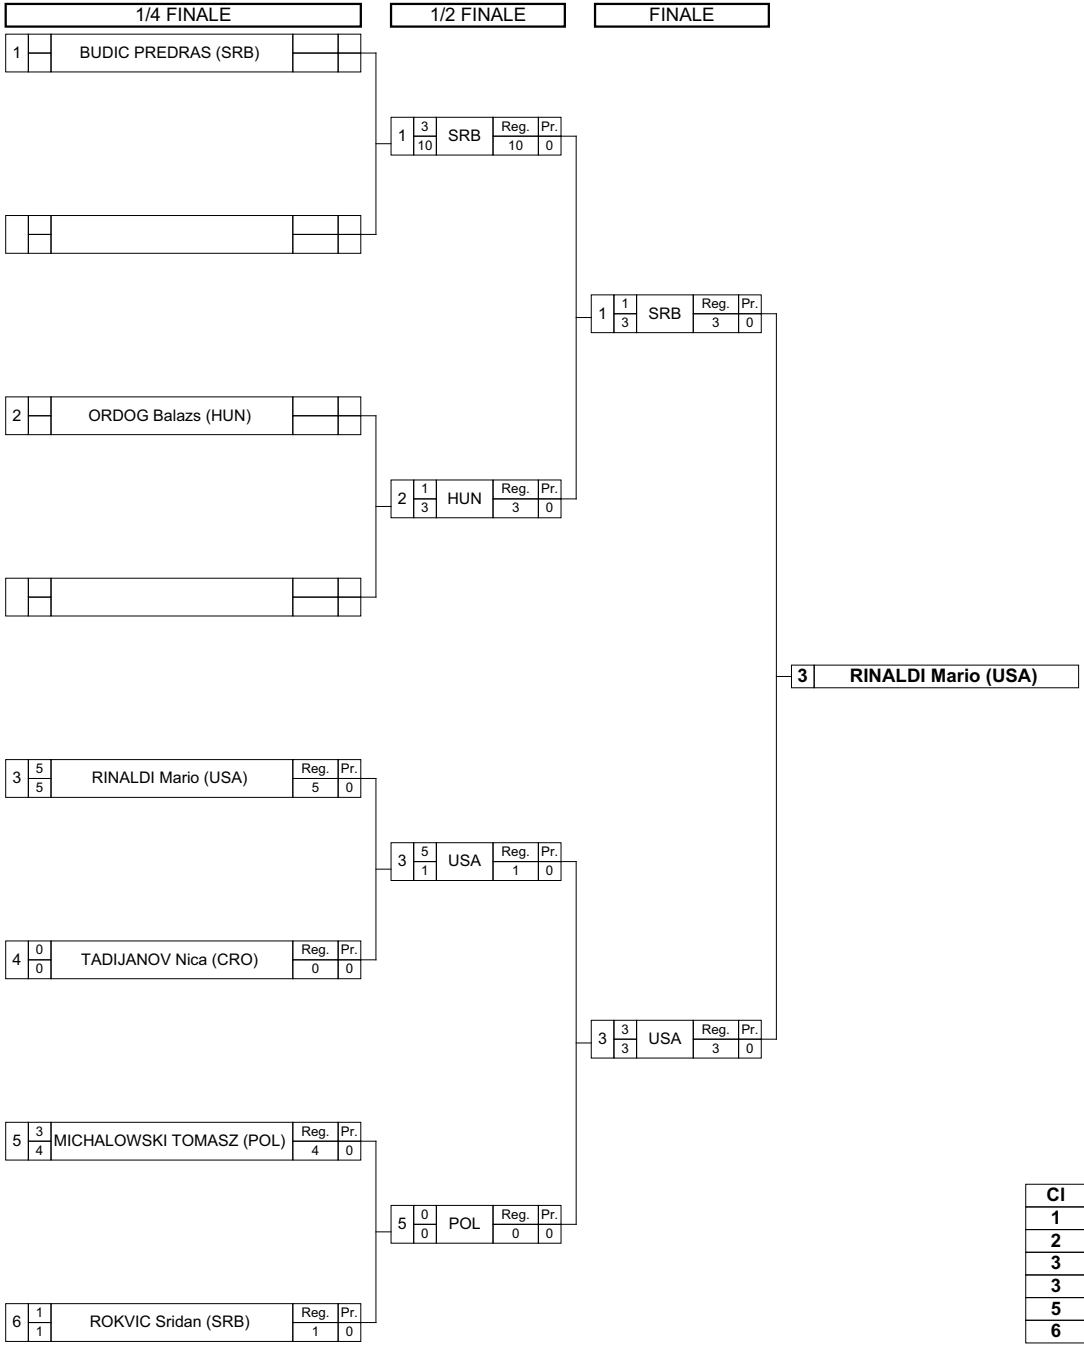 1/4 FINALE 1/2 FINALE FINALE
1 BUDIC PREDRAS (SRB)
1 3 10 SRB Reg. 10 Pr. 0
1 1 3 SRB Reg. 3 Pr. 0
2 ORDOG Balazs (HUN)
2 1 3 HUN Reg. 3 Pr. 0
3 RINALDI Mario (USA)
3 5 5 RINALDI Mario (USA) Reg. 5 Pr. 0
3 5 1 USA Reg. 1 Pr. 0
4 0 0 TADIJANOV Nica (CRO) Reg. 0 Pr. 0
3 3 3 USA Reg. 3 Pr. 0
5 3 4 MICHALOWSKI TOMASZ (POL) Reg. 4 Pr. 0
5 0 0 POL Reg. 0 Pr. 0
6 1 1 ROKVIC Sridan (SRB) Reg. 1 Pr. 0
Cl
1
2
3
3
5
6